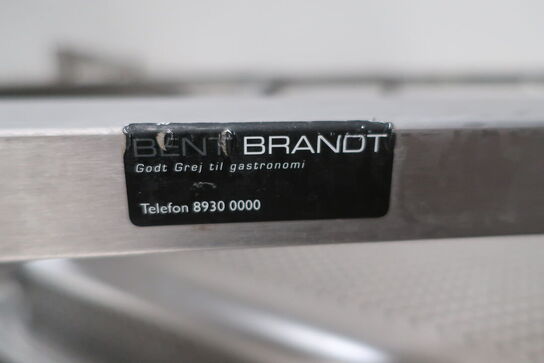 BENT BRANDT
Godt Grej til gastronomi
Telefon 8930 0000